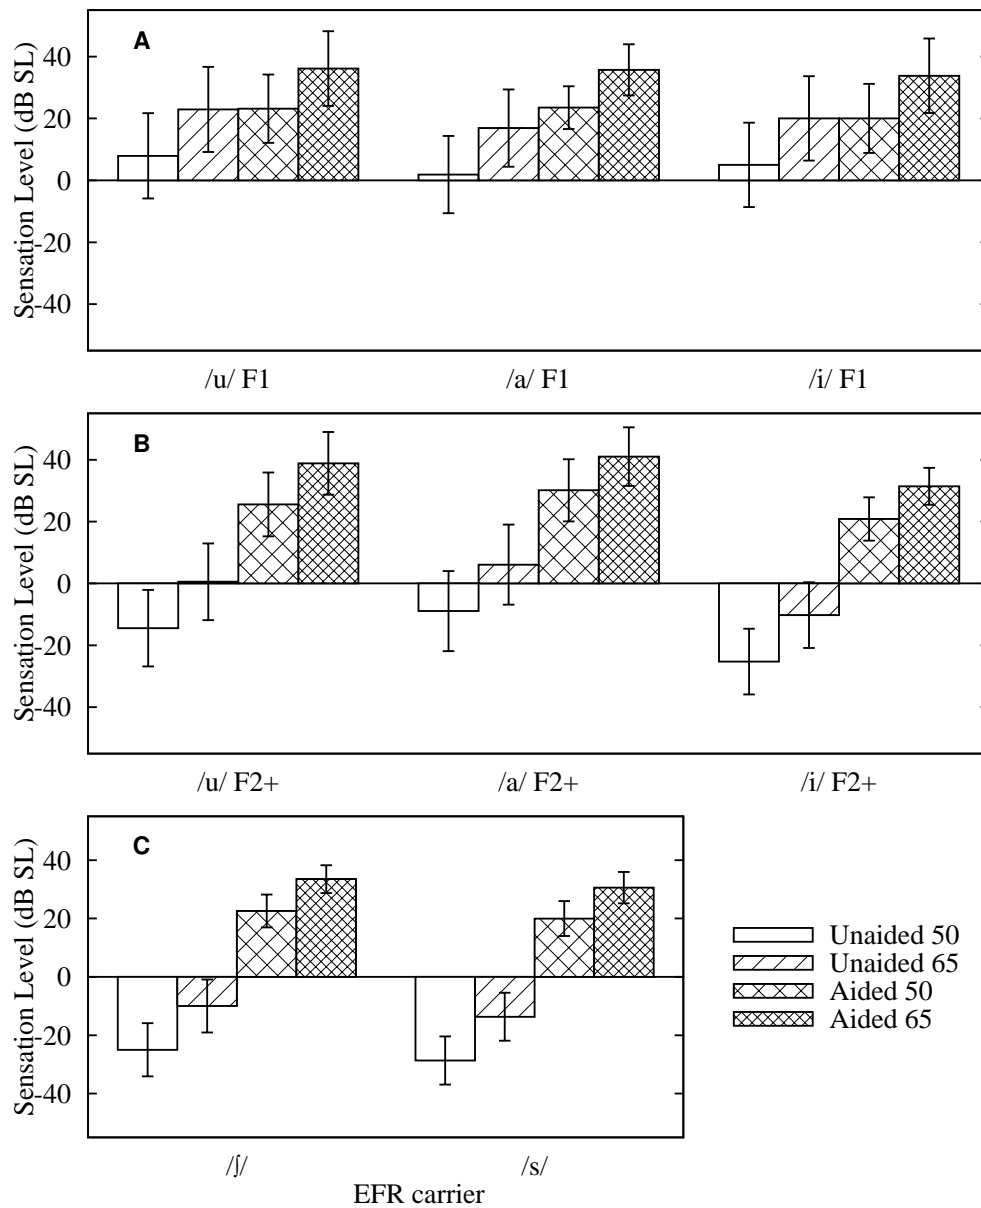 A
Sensation Level (dB SL)
40
20
0
-20
-40
/u/ F1
/a/ F1
/i/ F1
B
Sensation Level (dB SL)
40
20
0
-20
-40
/u/ F2+
/a/ F2+
/i/ F2+
C
Sensation Level (dB SL)
40
20
0
-20
-40
/ʃ/
/s/
EFR carrier
Unaided 50
Unaided 65
Aided 50
Aided 65